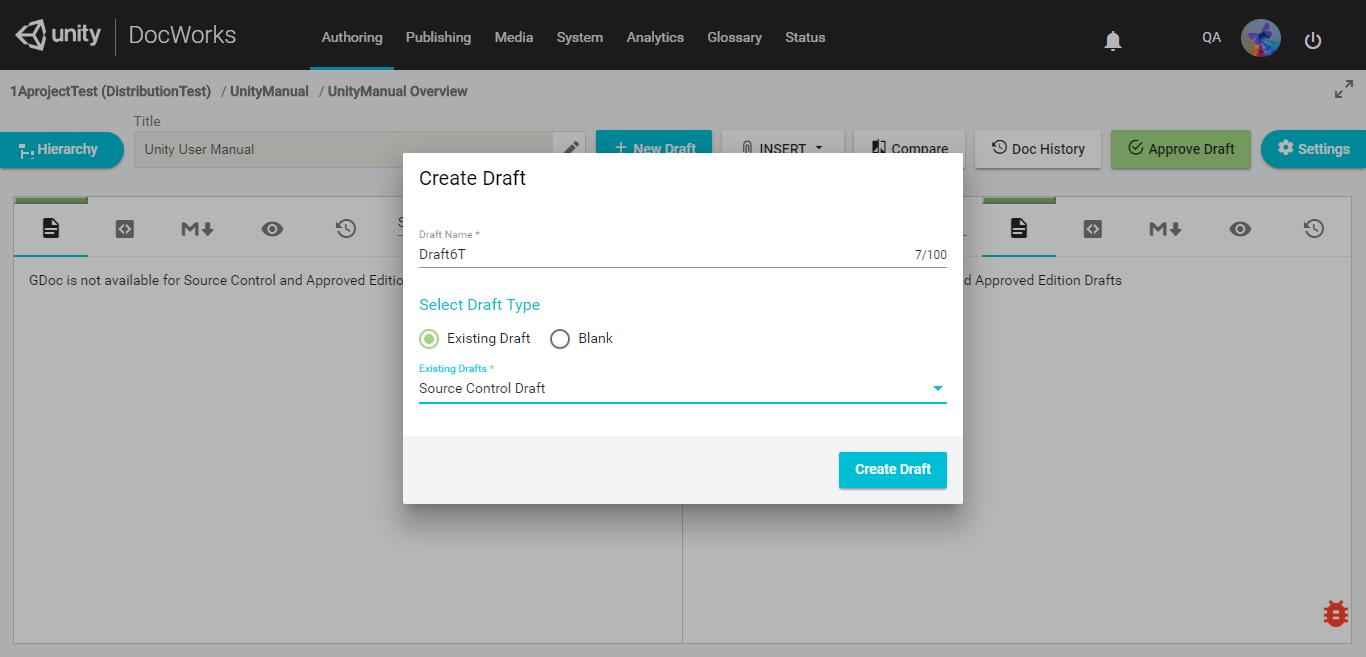 unity DocWorks Authoring Publishing Media System Analytics Glossary Status QA
1AprojectTest (DistributionTest) / UnityManual / UnityManual Overview
Title
Hierarchy Unity User Manual + New Draft INSERT Compare Doc History Approve Draft Settings
Create Draft
Draft Name *
Draft6T 7/100
Select Draft Type
Existing Draft Blank
Existing Drafts *
Source Control Draft
Create Draft
M S M
GDoc is not available for Source Control and Approved d Approved Edition Drafts